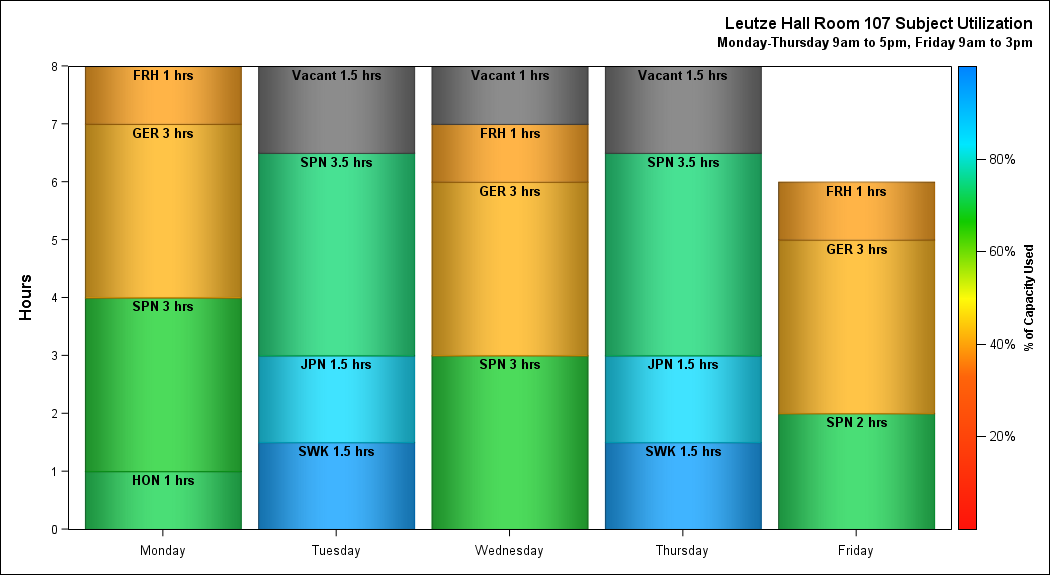 Leutze Hall Room 107 Subject Utilization
Monday-Thursday 9am to 5pm, Friday 9am to 3pm
Hours
8
7
6
5
4
3
2
1
0
FRH 1 hrs
GER 3 hrs
SPN 3 hrs
HON 1 hrs
Vacant 1.5 hrs
SPN 3.5 hrs
JPN 1.5 hrs
SWK 1.5 hrs
Vacant 1 hrs
FRH 1 hrs
GER 3 hrs
SPN 3 hrs
Vacant 1.5 hrs
SPN 3.5 hrs
JPN 1.5 hrs
SWK 1.5 hrs
FRH 1 hrs
GER 3 hrs
SPN 2 hrs
Monday
Tuesday
Wednesday
Thursday
Friday
80%
60%
40%
20%
% of Capacity Used